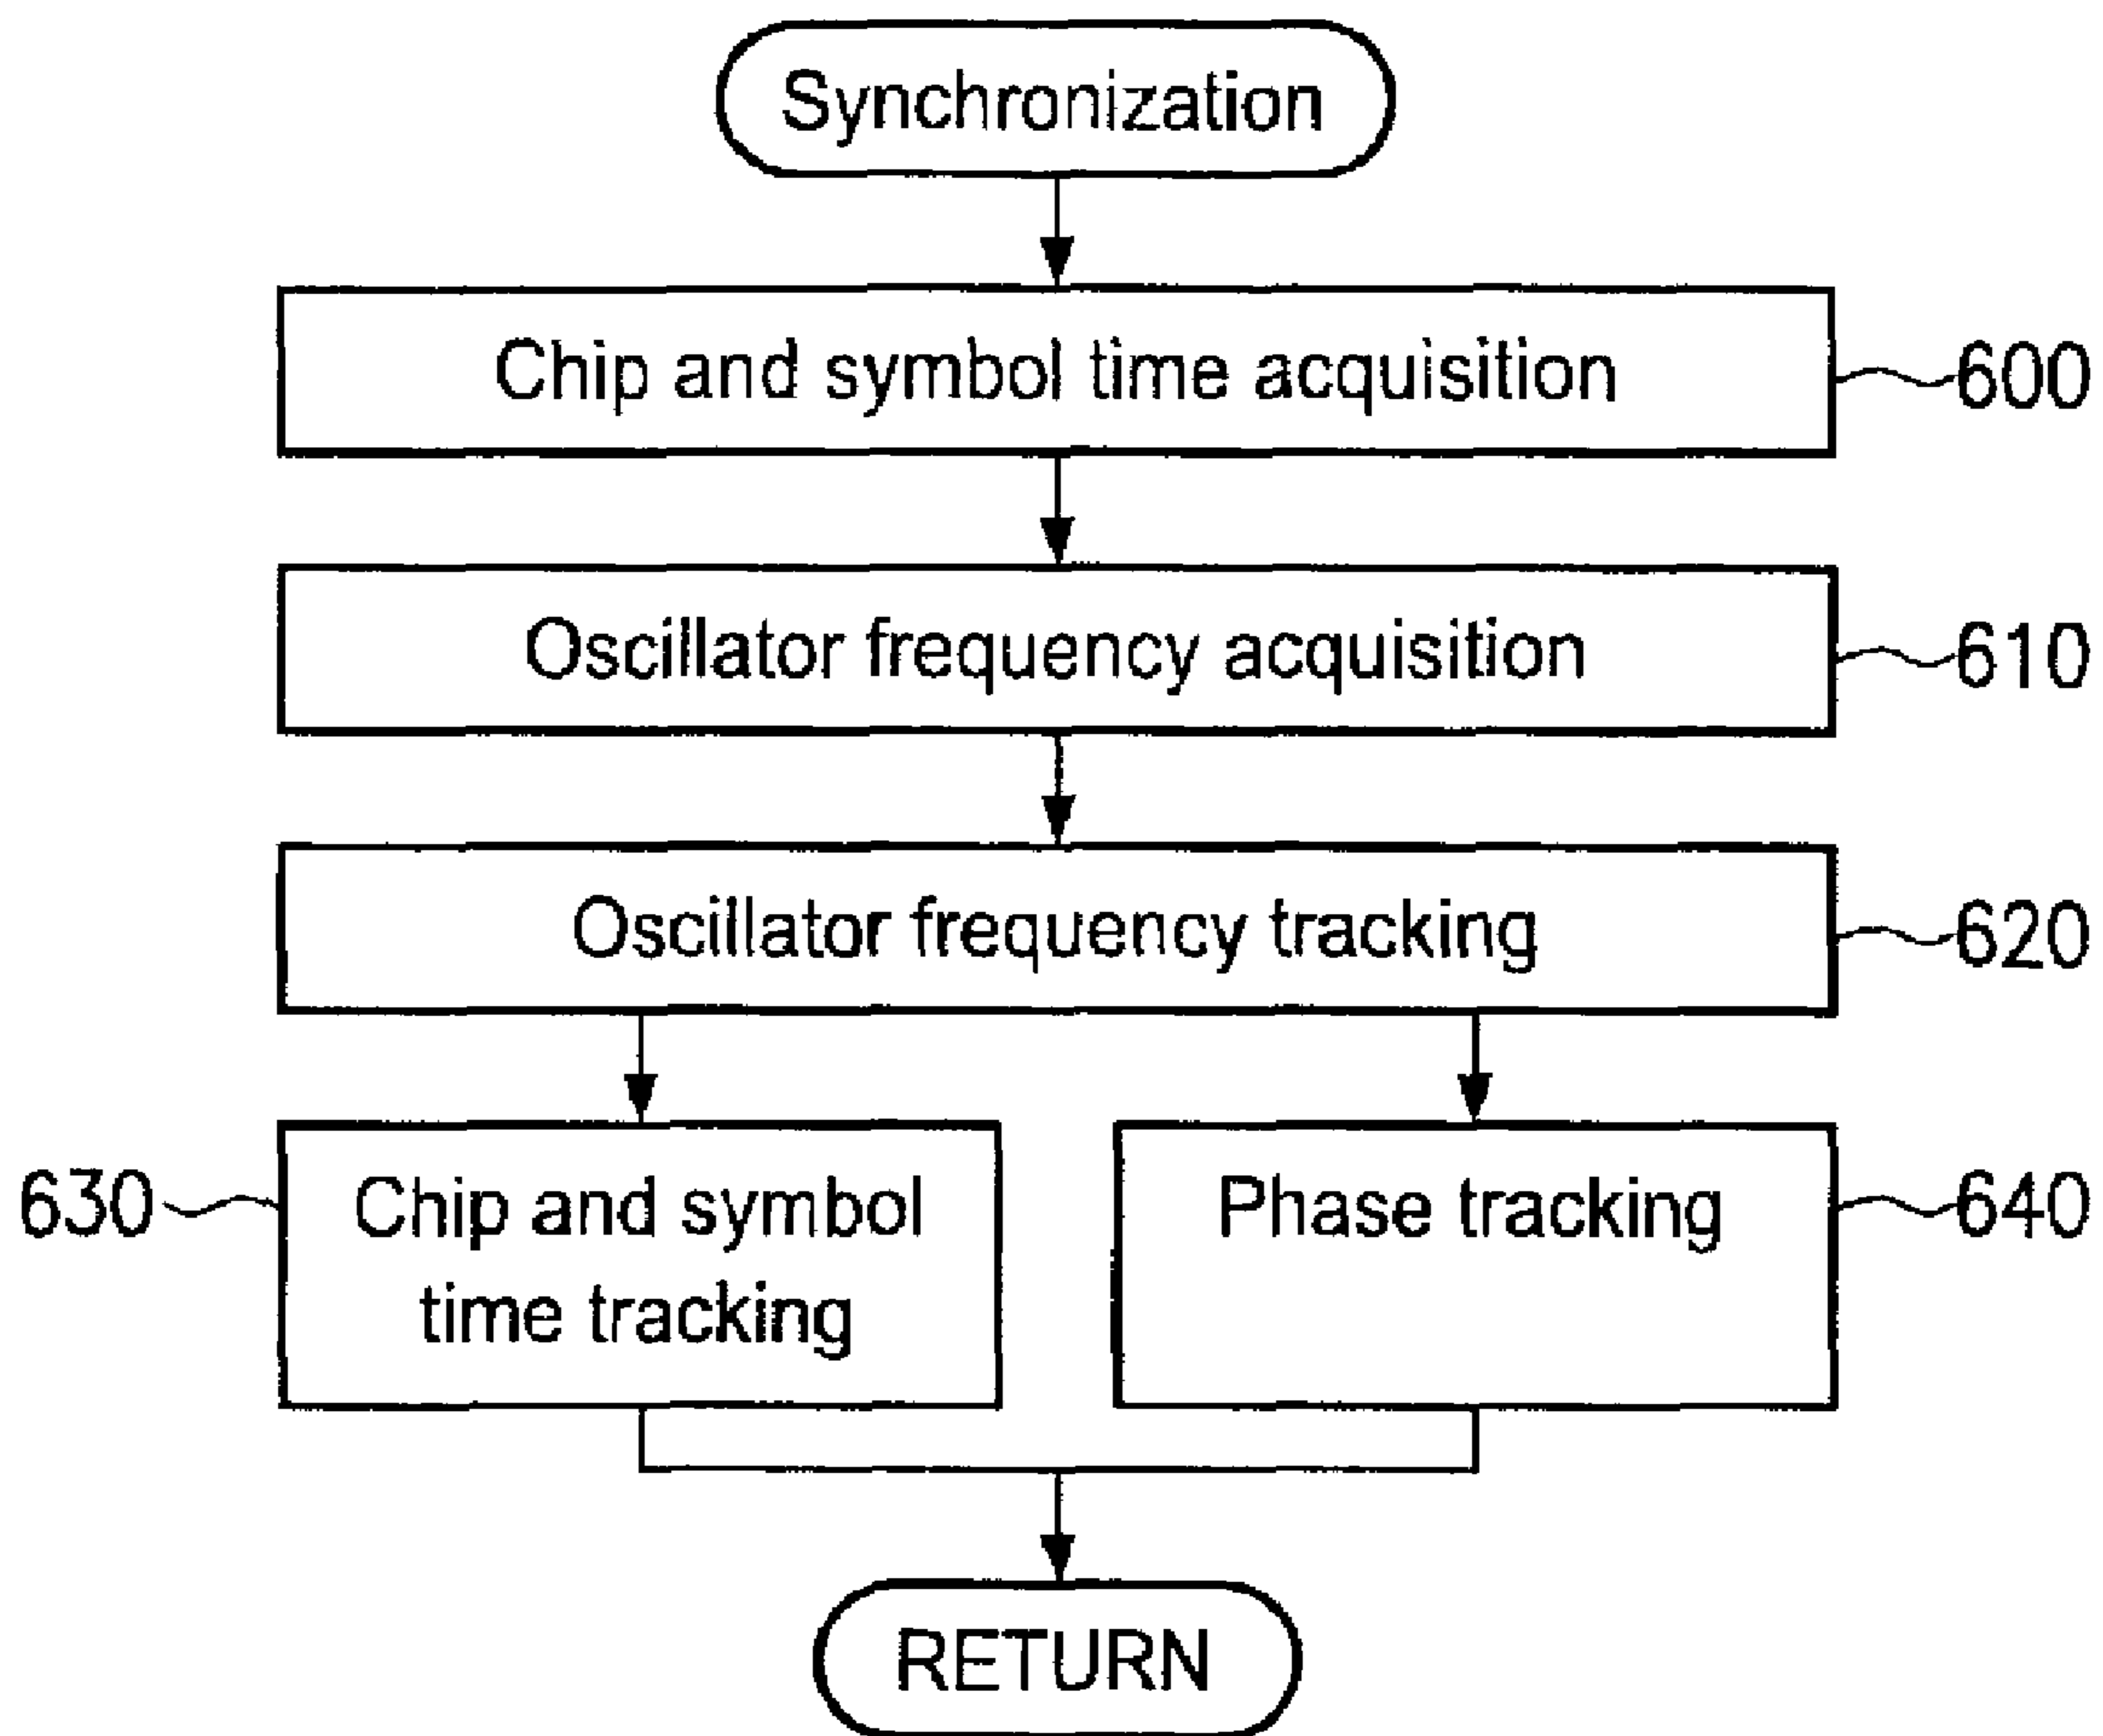 Synchronization
Chip and symbol time acquisition
600
Oscillator frequency acquisition
610
Oscillator frequency tracking
620
630
Chip and symbol
time tracking
Phase tracking
640
RETURN